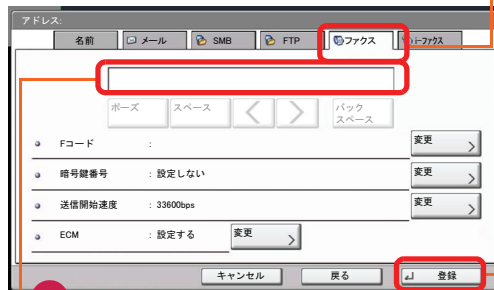 アドレス:
名前 メール SMB FTP ファクス i-ファクス
ポーズ スペース バックスペース
Fコード : 変更
暗号鍵番号 : 設定しない 変更
送信開始速度 : 33600bps 変更
ECM : 設定する 変更
キャンセル 戻る 登録